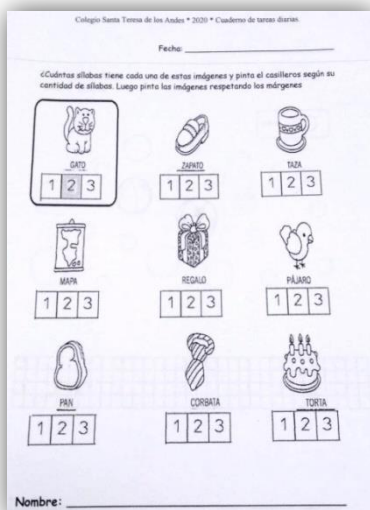 Colegio Santa Teresa de los Andes * 2020 * Cuaderno de tareas diarias.
Fecha:
¿Cuántas sílabas tiene cada una de estas imágenes y pinta el casilleros según su
cantidad de sílabas. Luego pinta las imágenes respetando los márgenes
GATO ZAPATO TAZA
1 2 3 1 2 3 1 2 3
MAPA REGALO PÁJARO
1 2 3 1 2 3 1 2 3
PAN CORBATA TORTA
1 2 3 1 2 3 1 2 3
Nombre: